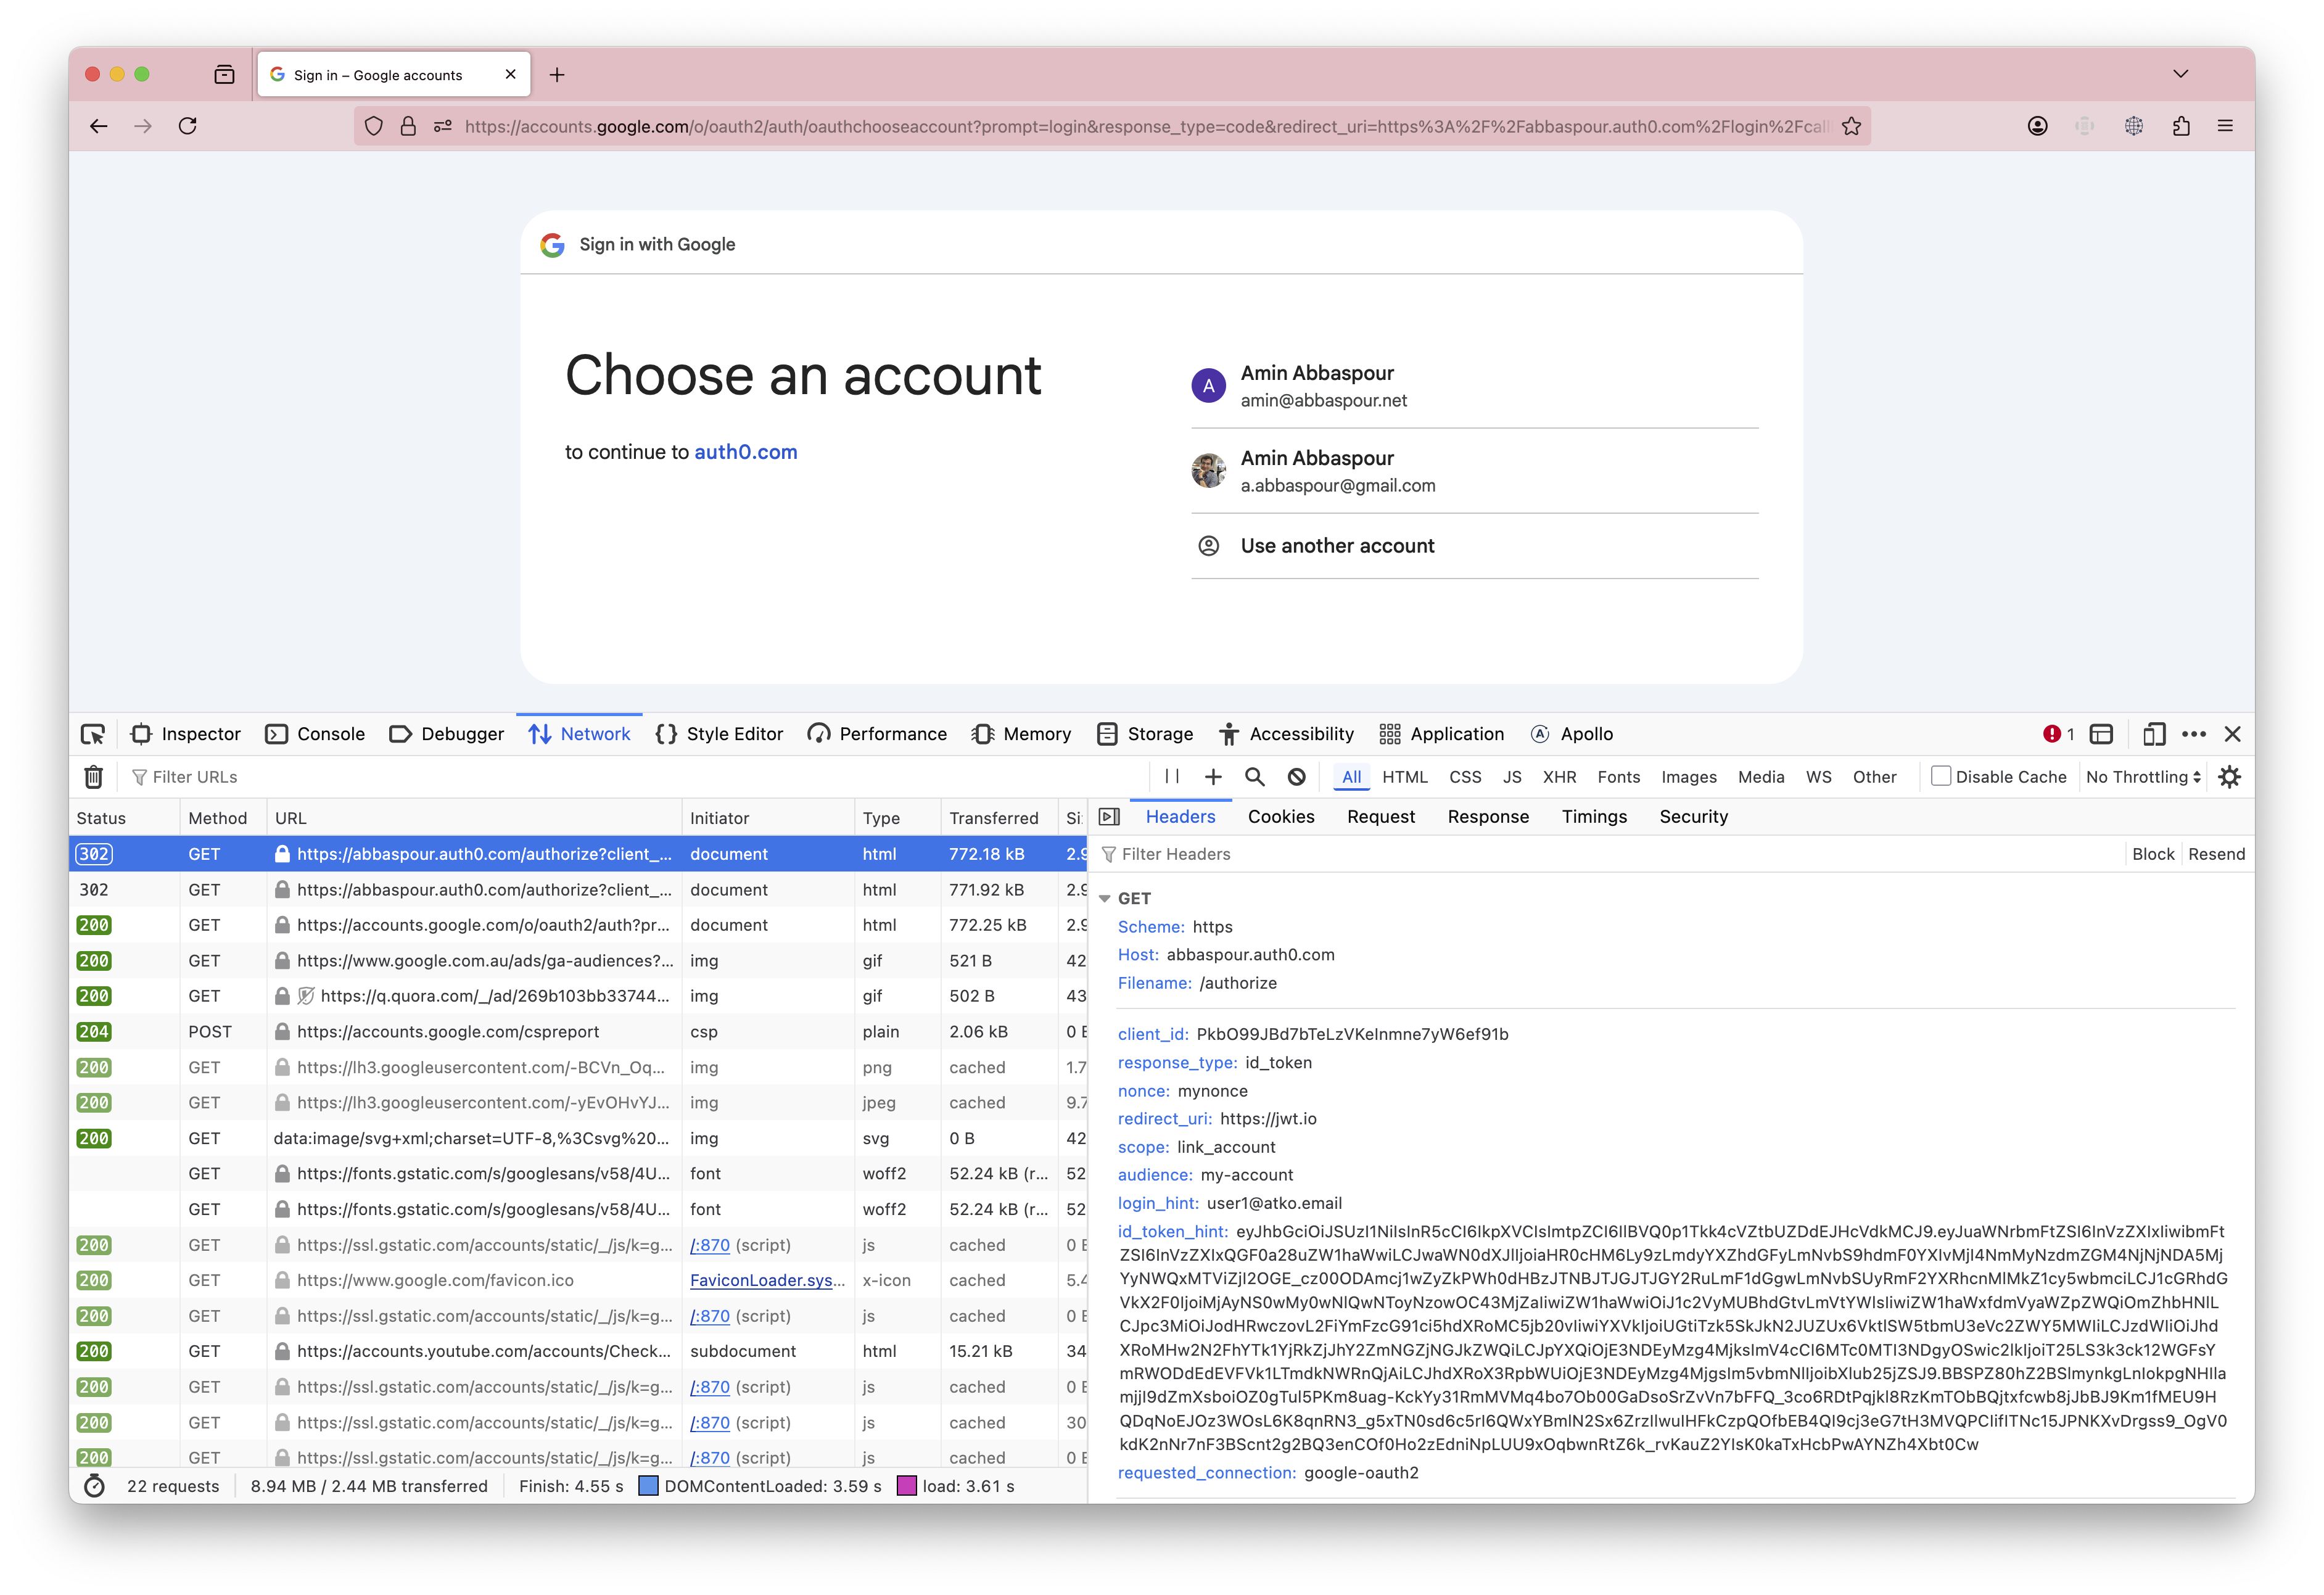 Sign in – Google accounts
https://accounts.google.com/o/oauth2/auth/oauthchooseaccount?prompt=login&response_type=code&redirect_uri=https%3A%2F%2Fabbaspour.auth0.com%2Flogin%2Fcall
Sign in with Google
Choose an account
to continue to auth0.com
A
Amin Abbaspour
amin@abbaspour.net
Amin Abbaspour
a.abbaspour@gmail.com
Use another account
Inspector Console Debugger Network Style Editor Performance Memory Storage Accessibility Application Apollo 1
Filter URLs All HTML CSS JS XHR Fonts Images Media WS Other Disable Cache No Throttling
Status Method URL Initiator Type Transferred
302 GET https://abbaspour.auth0.com/authorize?client_... document html 772.18 kB 2.9
302 GET https://abbaspour.auth0.com/authorize?client_... document html 771.92 kB 2.9
200 GET https://accounts.google.com/o/oauth2/auth?pr... document html 772.25 kB 2.9
200 GET https://www.google.com.au/ads/ga-audiences?... img gif 521 B 42
200 GET https://q.quora.com/_/ad/269b103bb33744... img gif 502 B 43
204 POST https://accounts.google.com/cspreport csp plain 2.06 kB 0
200 GET https://lh3.googleusercontent.com/-BCVn_Oq... img png cached 1.7
200 GET https://lh3.googleusercontent.com/-yEvOHvYJ... img jpeg cached 9.7
200 GET data:image/svg+xml;charset=UTF-8,%3Csvg%20... img svg 0 B 42
GET https://fonts.gstatic.com/s/googlesans/v58/4U... font woff2 52.24 kB (r... 52
GET https://fonts.gstatic.com/s/googlesans/v58/4U... font woff2 52.24 kB (r... 52
200 GET https://ssl.gstatic.com/accounts/static/_/js/k=g... /:870 (script) js cached 0
200 GET https://www.google.com/favicon.ico FaviconLoader.sys... x-icon cached 5.4
200 GET https://ssl.gstatic.com/accounts/static/_/js/k=g... /:870 (script) js cached 0
200 GET https://accounts.youtube.com/accounts/Check... subdocument html 15.21 kB 34
200 GET https://ssl.gstatic.com/accounts/static/_/js/k=g... /:870 (script) js cached 0
200 GET https://ssl.gstatic.com/accounts/static/_/js/k=g... /:870 (script) js cached 30
200 GET https://ssl.gstatic.com/accounts/static/_/js/k=g... /:870 (script) js cached 0
22 requests 8.94 MB / 2.44 MB transferred Finish: 4.55 s DOMContentLoaded: 3.59 s load: 3.61 s
Headers Cookies Request Response Timings Security
Filter Headers Block Resend
GET
Scheme: https
Host: abbaspour.auth0.com
Filename: /authorize
client_id: PkbO99JBd7bTeLzVKeInmne7yW6ef91b
response_type: id_token
nonce: mynonce
redirect_uri: https://jwt.io
scope: link_account
audience: my-account
login_hint: user1@atko.email
id_token_hint:
requested_connection: google-oauth2